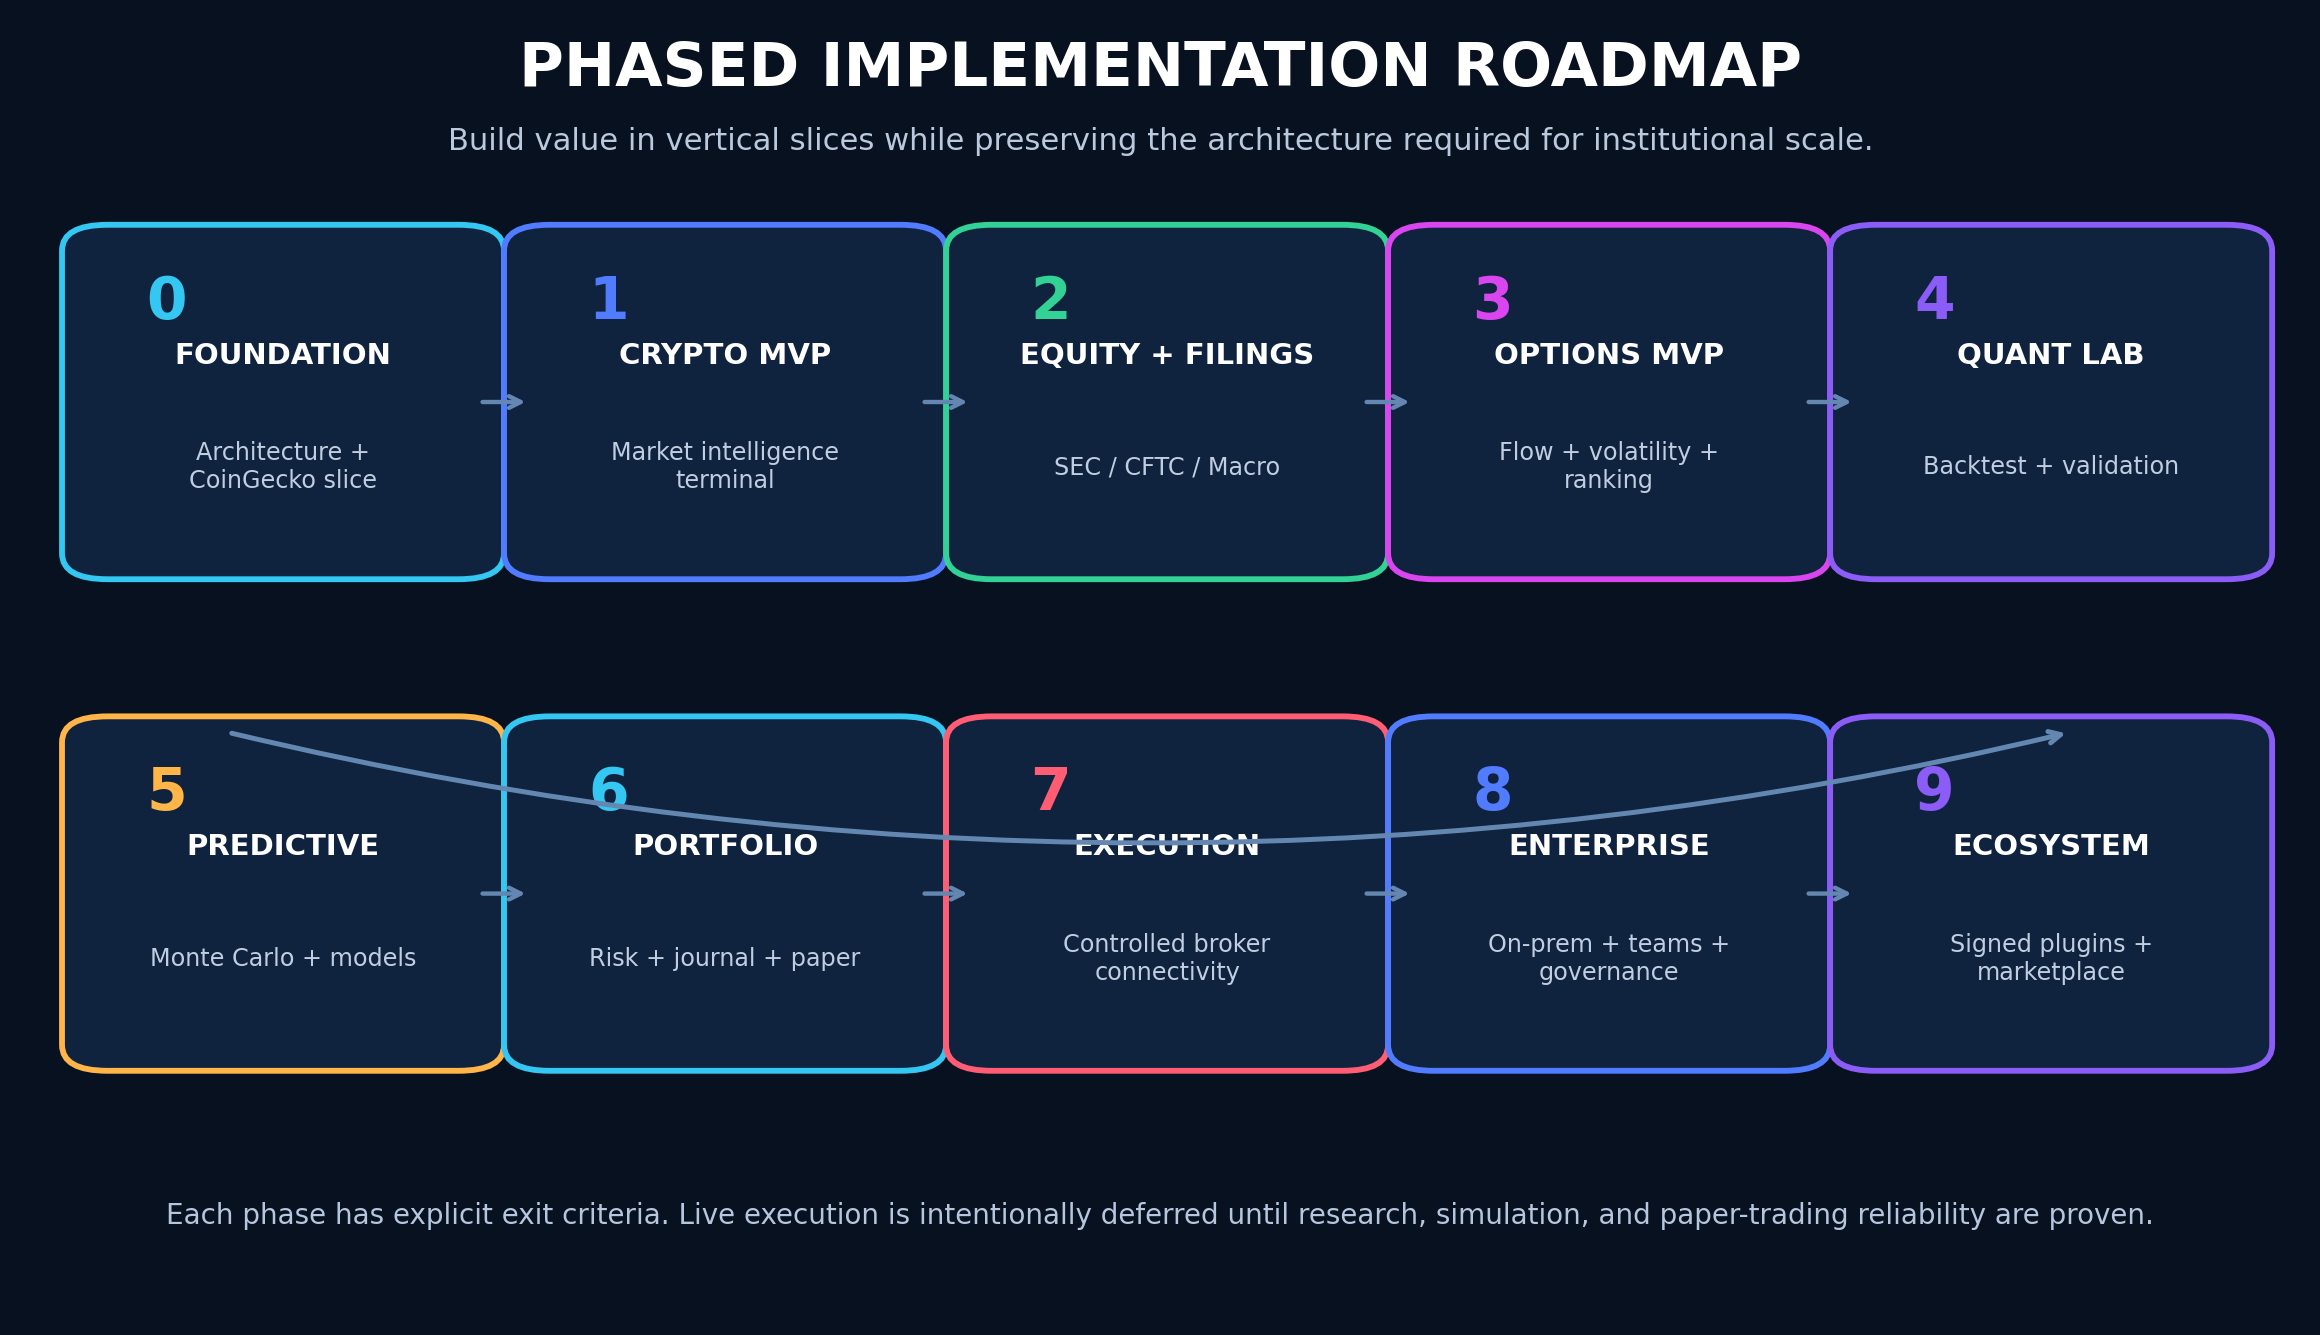 PHASED IMPLEMENTATION ROADMAP
Build value in vertical slices while preserving the architecture required for institutional scale.
0
FOUNDATION
Architecture +
CoinGecko slice
1
CRYPTO MVP
Market intelligence
terminal
2
EQUITY + FILINGS
SEC / CFTC / Macro
3
OPTIONS MVP
Flow + volatility +
ranking
4
QUANT LAB
Backtest + validation
5
PREDICTIVE
Monte Carlo + models
6
PORTFOLIO
Risk + journal + paper
7
EXECUTION
Controlled broker
connectivity
8
ENTERPRISE
On-prem + teams +
governance
9
ECOSYSTEM
Signed plugins +
marketplace
Each phase has explicit exit criteria. Live execution is intentionally deferred until research, simulation, and paper-trading reliability are proven.